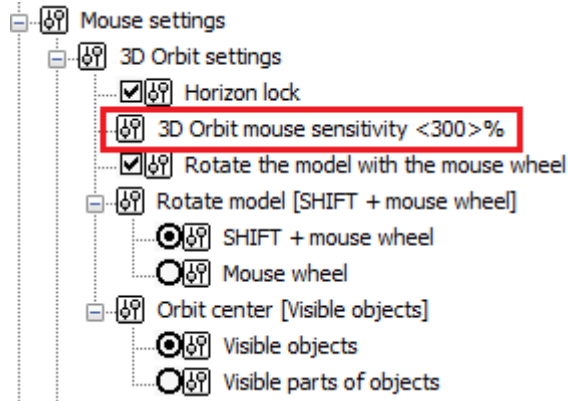 Mouse settings
3D Orbit settings
Horizon lock
3D Orbit mouse sensitivity <300>%
Rotate the model with the mouse wheel
Rotate model [SHIFT + mouse wheel]
SHIFT + mouse wheel
Mouse wheel
Orbit center [Visible objects]
Visible objects
Visible parts of objects